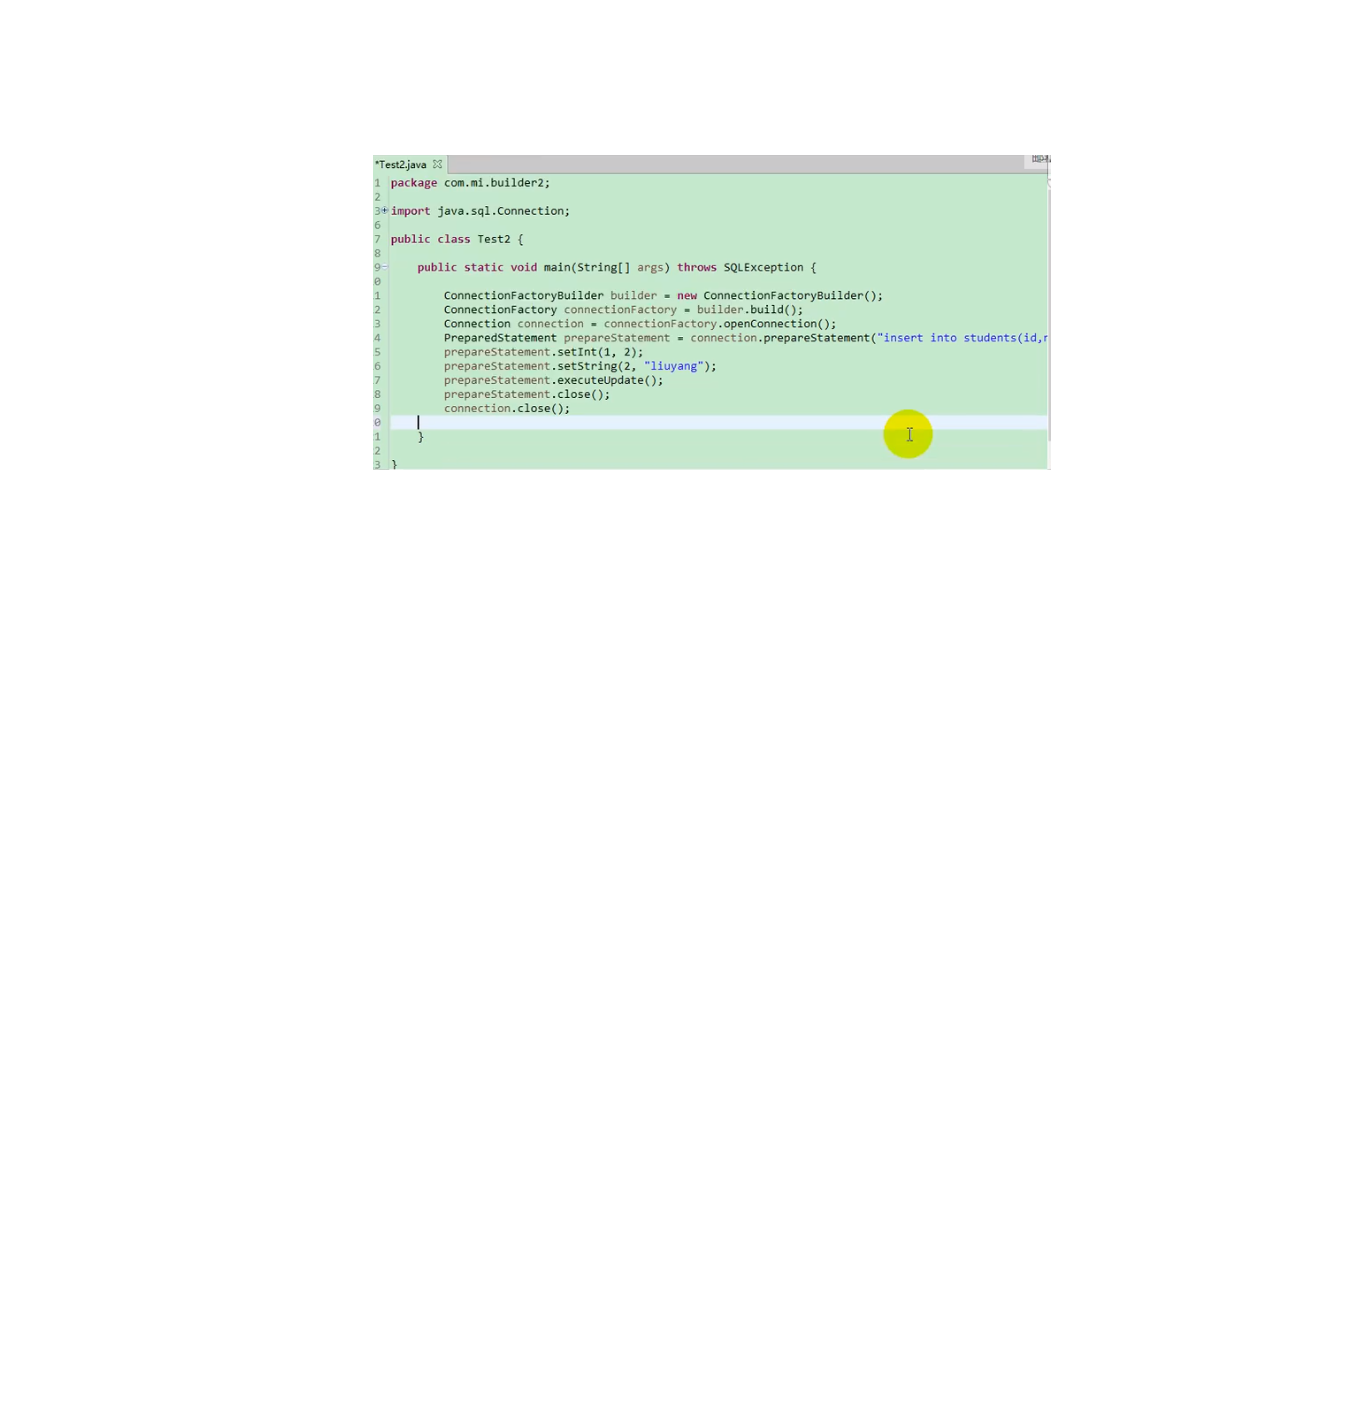 *Test2.java
1 package com.mi.builder2;
2
3 import java.sql.Connection;
6
7 public class Test2 {
8
9 public static void main(String[] args) throws SQLException {
0
1 ConnectionFactoryBuilder builder = new ConnectionFactoryBuilder();
2 ConnectionFactory connectionFactory = builder.build();
3 Connection connection = connectionFactory.openConnection();
4 PreparedStatement prepareStatement = connection.prepareStatement("insert into students(id,
5 prepareStatement.setInt(1, 2);
6 prepareStatement.setString(2, "liuyang");
7 prepareStatement.executeUpdate();
8 prepareStatement.close();
9 connection.close();
0
1 }
2
3 }